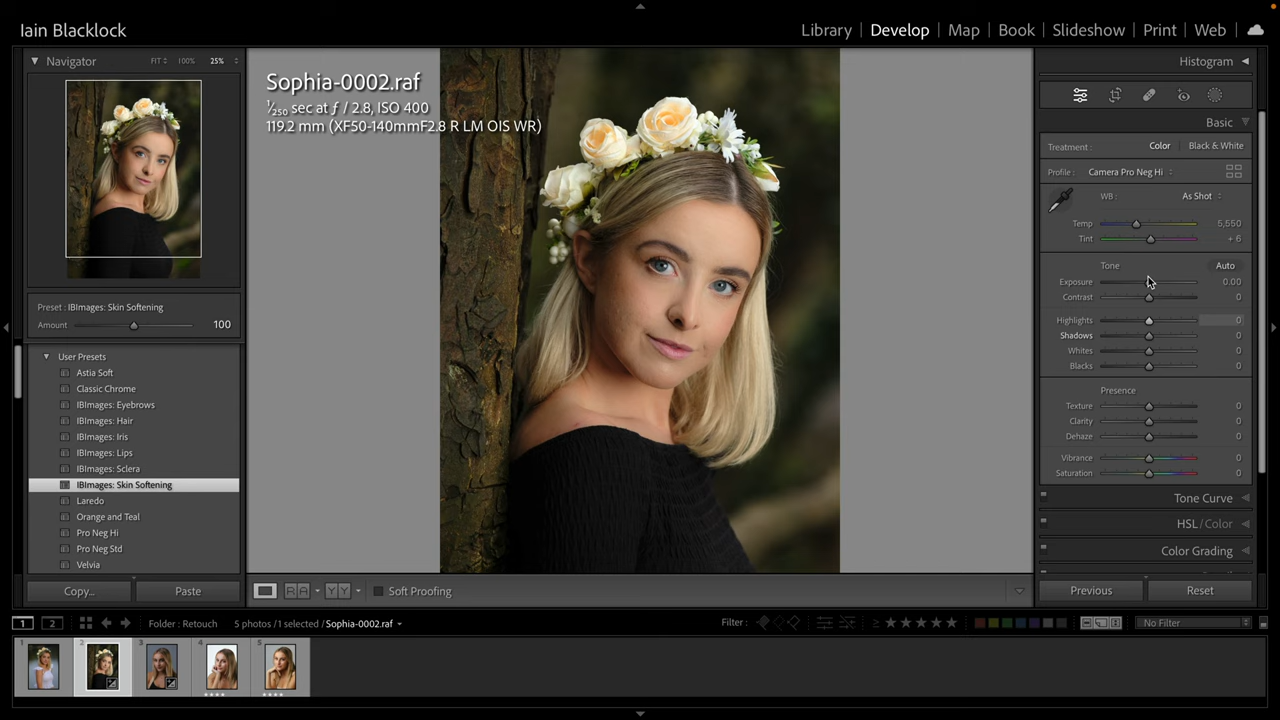 Iain Blacklock
Library | Develop | Map | Book | Slideshow | Print | Web
Navigator FIT 100% 25%
Histogram
Sophia-0002.raf
1/250 sec at ƒ / 2.8, ISO 400
119.2 mm (XF50-140mmF2.8 R LM OIS WR)
Basic
Treatment : Color Black & White
Profile : Camera Pro Neg Hi
WB : As Shot
Temp 5,550
Tint + 6
Tone Auto
Exposure 0.00
Contrast 0
Highlights 0
Shadows 0
Whites 0
Blacks 0
Presence
Texture 0
Clarity 0
Dehaze 0
Vibrance 0
Saturation 0
Tone Curve
HSL / Color
Color Grading
Previous Reset
Preset : IBImages: Skin Softening
Amount 100
User Presets
Astia Soft
Classic Chrome
IBImages: Eyebrows
IBImages: Hair
IBImages: Iris
IBImages: Lips
IBImages: Sclera
IBImages: Skin Softening
Laredo
Orange and Teal
Pro Neg Hi
Pro Neg Std
Velvia
Copy... Paste
R A Y Y Soft Proofing
1 2 Folder : Retouch 5 photos / 1 selected / Sophia-0002.raf Filter : ≥ ★★★★★ No Filter
1 2 3 4 5